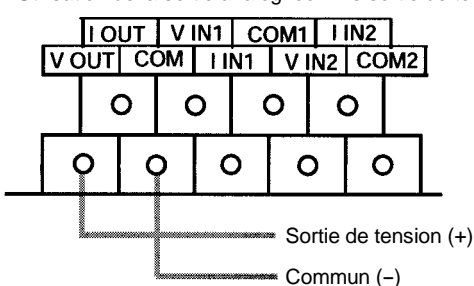 I OUT V IN1 COM1 I IN2
V OUT COM I IN1 V IN2 COM2
Sortie de tension (+)
Commun (−)